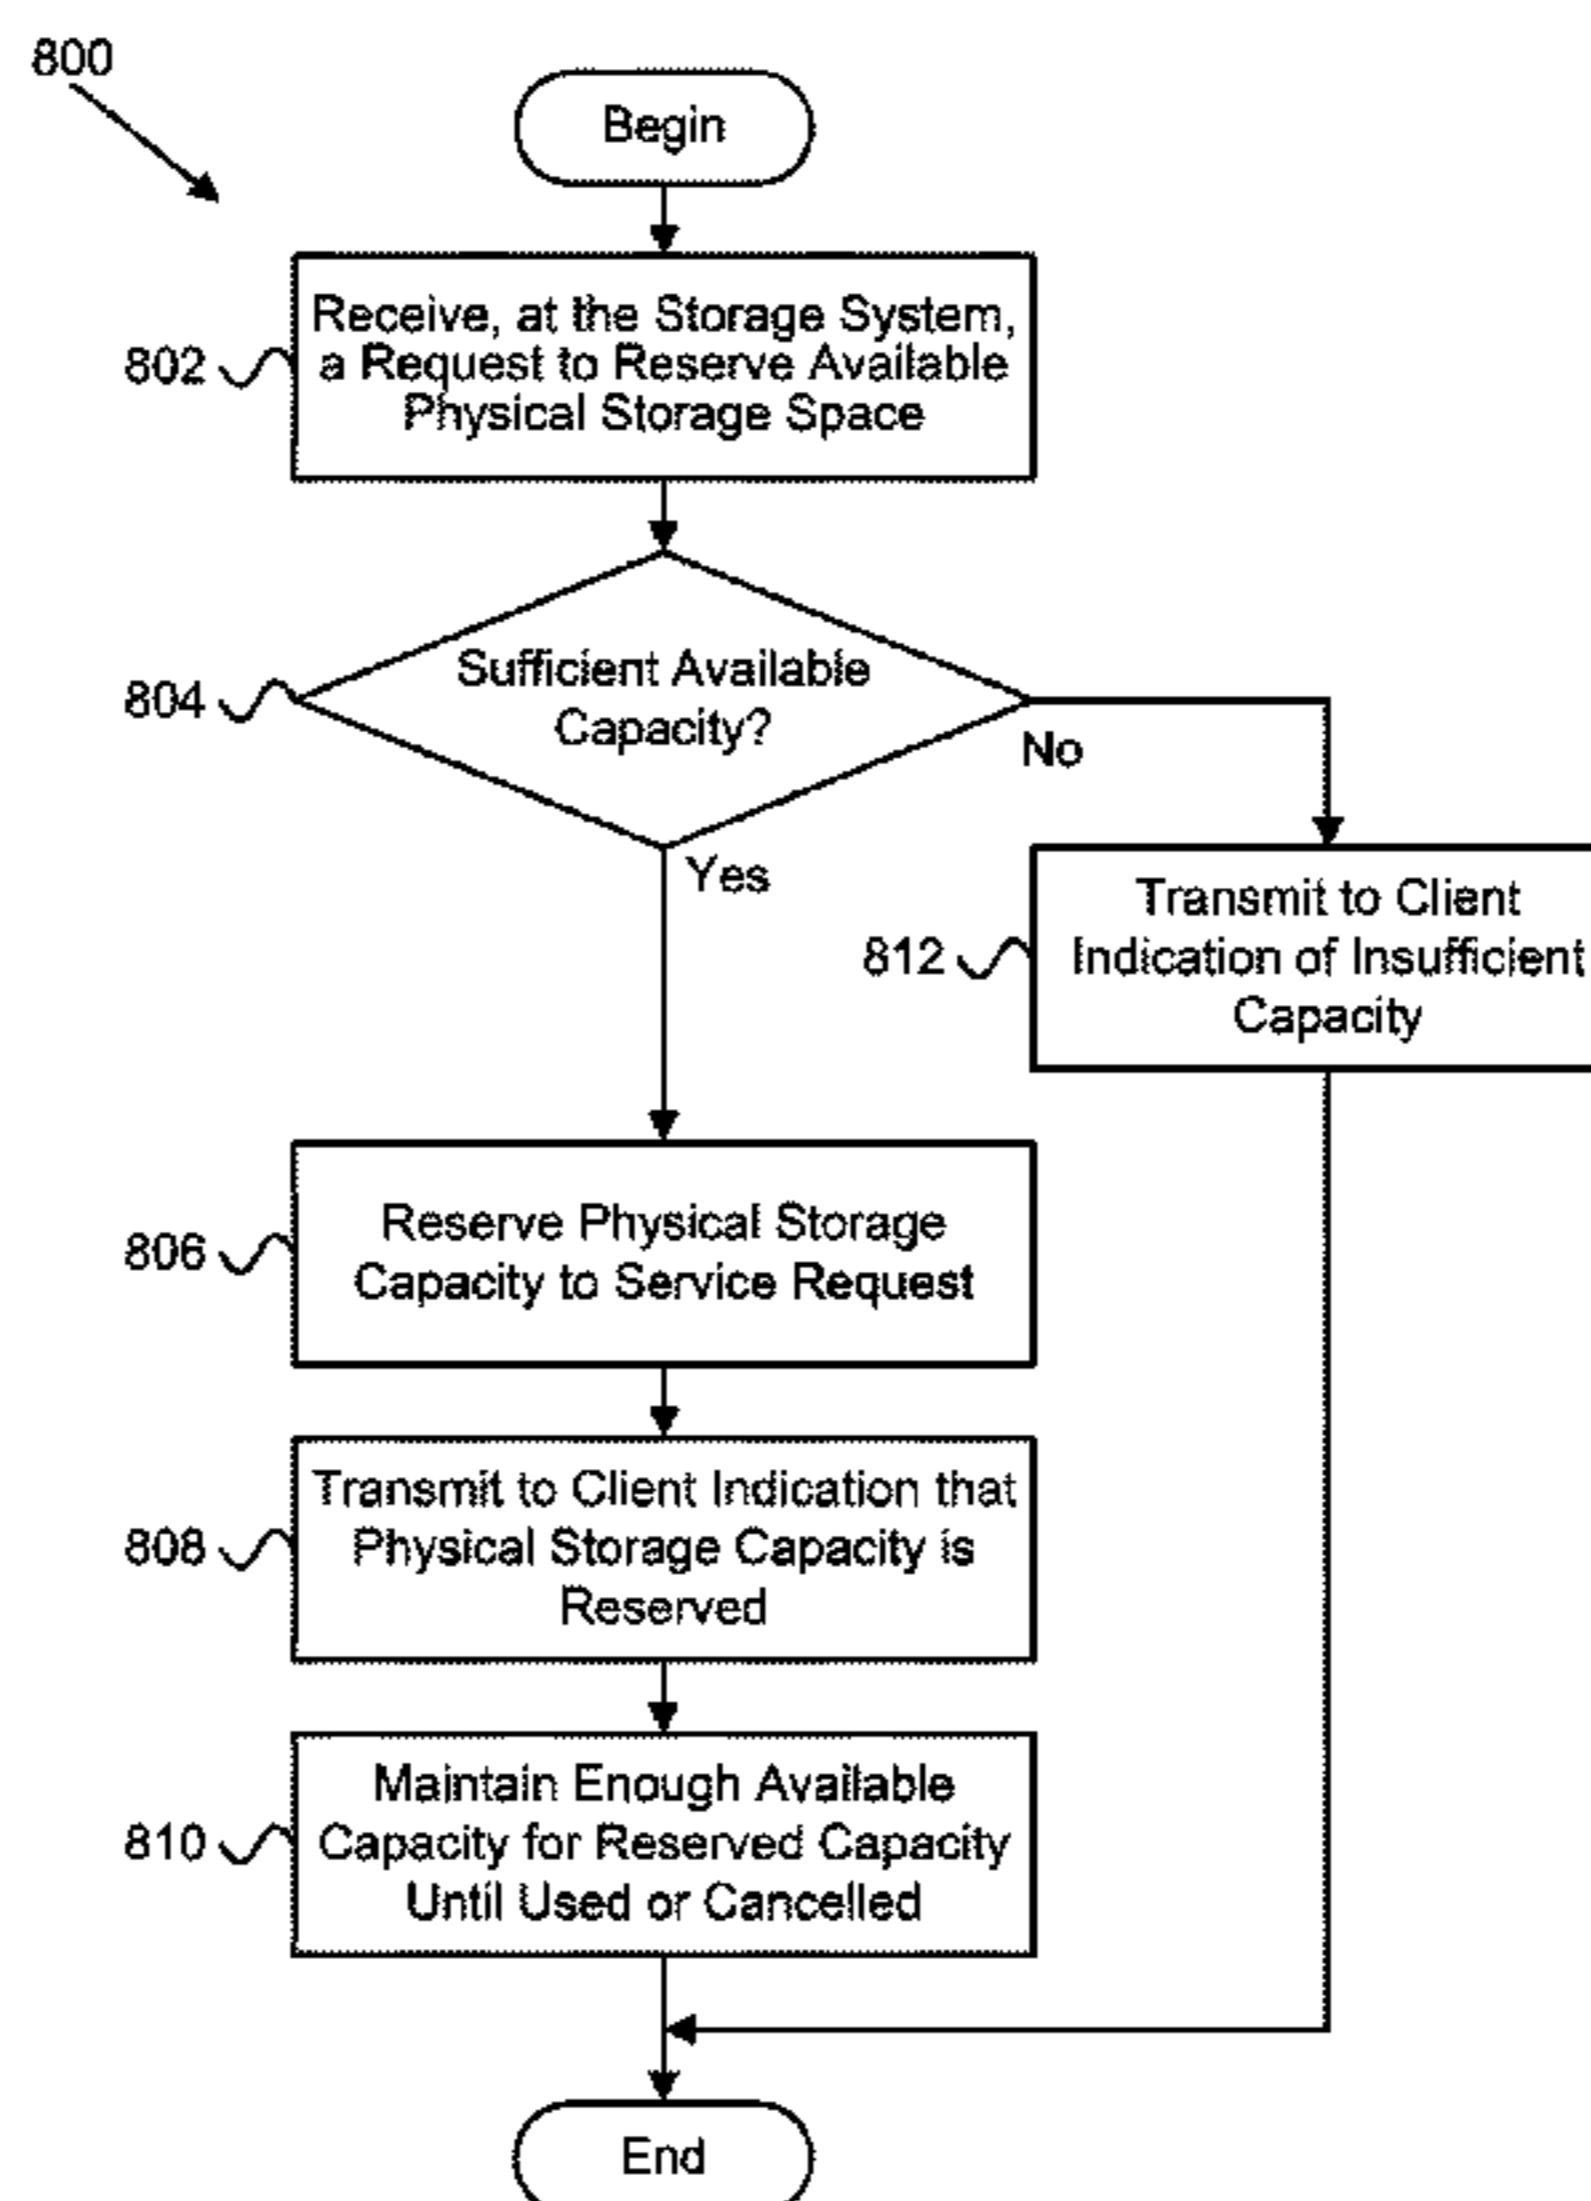 800
Begin
802
Receive, at the Storage System,
a Request to Reserve Available
Physical Storage Space
804
Sufficient Available
Capacity?
No
Yes
812
Transmit to Client
Indication of Insufficient
Capacity
806
Reserve Physical Storage
Capacity to Service Request
808
Transmit to Client Indication that
Physical Storage Capacity is
Reserved
810
Maintain Enough Available
Capacity for Reserved Capacity
Until Used or Cancelled
End